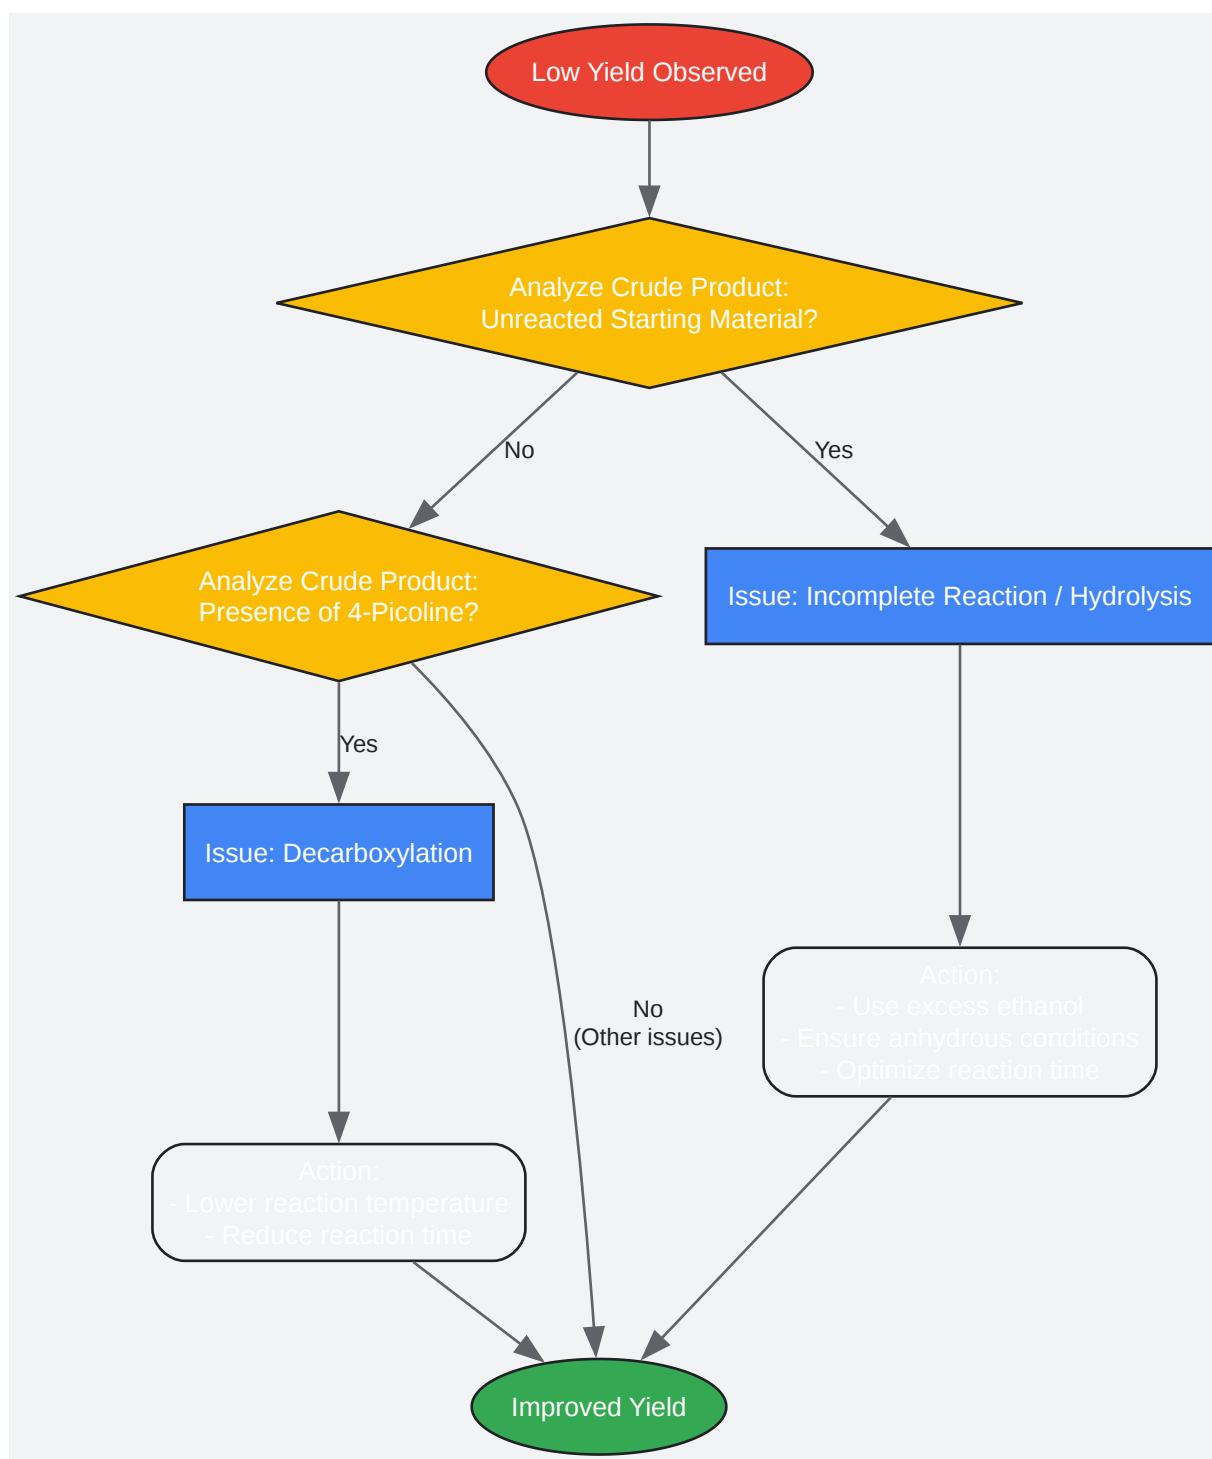 Low Yield Observed
Analyze Crude Product:
Unreacted Starting Material?
No
Yes
Analyze Crude Product:
Presence of 4-Picoline?
Issue: Incomplete Reaction / Hydrolysis
Yes
Issue: Decarboxylation
No
(Other issues)
Action:
- Use excess ethanol
- Ensure anhydrous conditions
- Optimize reaction time
Action:
- Lower reaction temperature
- Reduce reaction time
Improved Yield